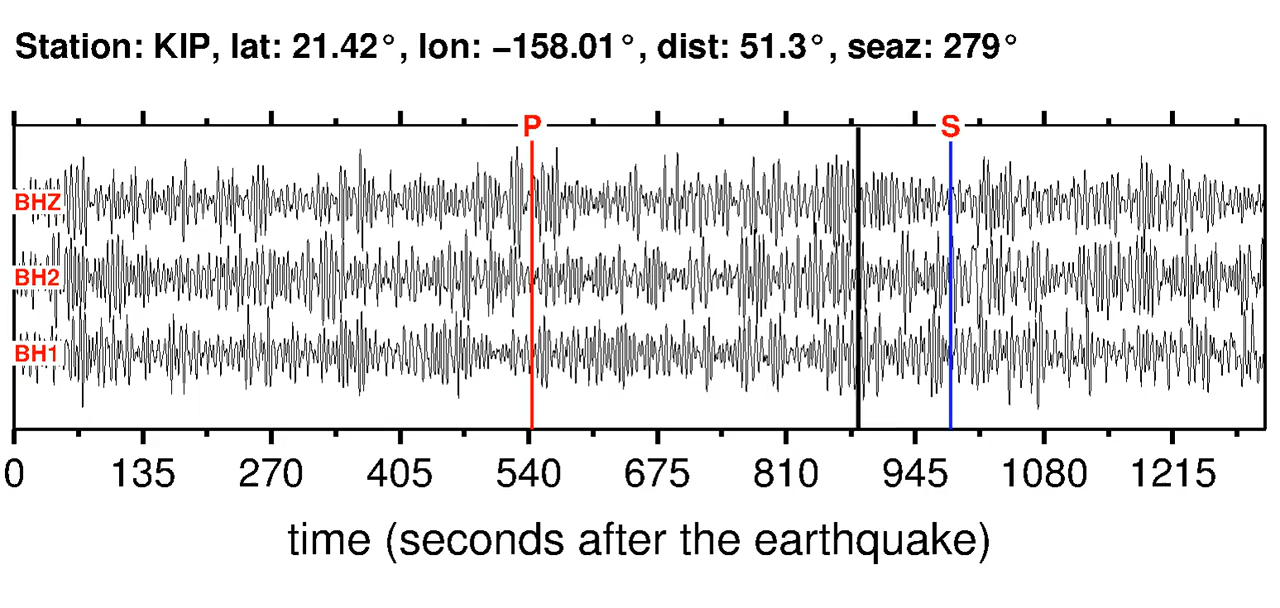 Station: KIP, lat: 21.42°, lon: −158.01°, dist: 51.3°, seaz: 279°
P S
BHZ
BH2
BH1
0 135 270 405 540 675 810 945 1080 1215
time (seconds after the earthquake)